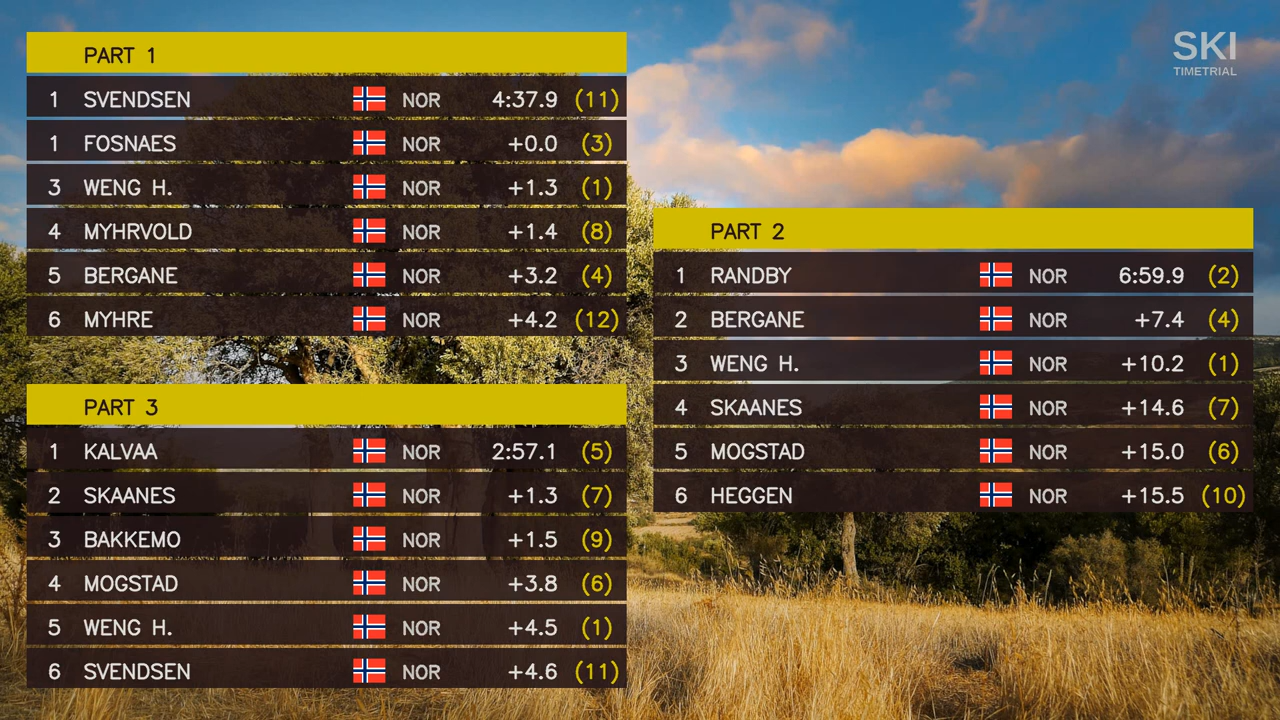 SKI
TIMETRIAL
PART 1
1 SVENDSEN NOR 4:37.9 (11)
1 FOSNAES NOR +0.0 (3)
3 WENG H. NOR +1.3 (1)
4 MYHRVOLD NOR +1.4 (8)
5 BERGANE NOR +3.2 (4)
6 MYHRE NOR +4.2 (12)
PART 2
1 RANDBY NOR 6:59.9 (2)
2 BERGANE NOR +7.4 (4)
3 WENG H. NOR +10.2 (1)
4 SKAANES NOR +14.6 (7)
5 MOGSTAD NOR +15.0 (6)
6 HEGGEN NOR +15.5 (10)
PART 3
1 KALVAA NOR 2:57.1 (5)
2 SKAANES NOR +1.3 (7)
3 BAKKEMO NOR +1.5 (9)
4 MOGSTAD NOR +3.8 (6)
5 WENG H. NOR +4.5 (1)
6 SVENDSEN NOR +4.6 (11)